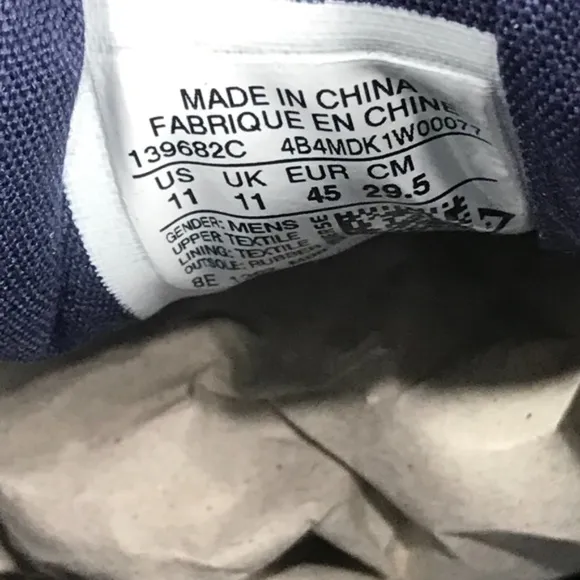 MADE IN CHINA
FABRIQUE EN CHINE
139682C 4B4MDK1W00077
US UK EUR CM
11 11 45 29.5
GENDER: MENS
UPPER: TEXTILE
LINING: TEXTILE
OUTSOLE: RUBBER
8E